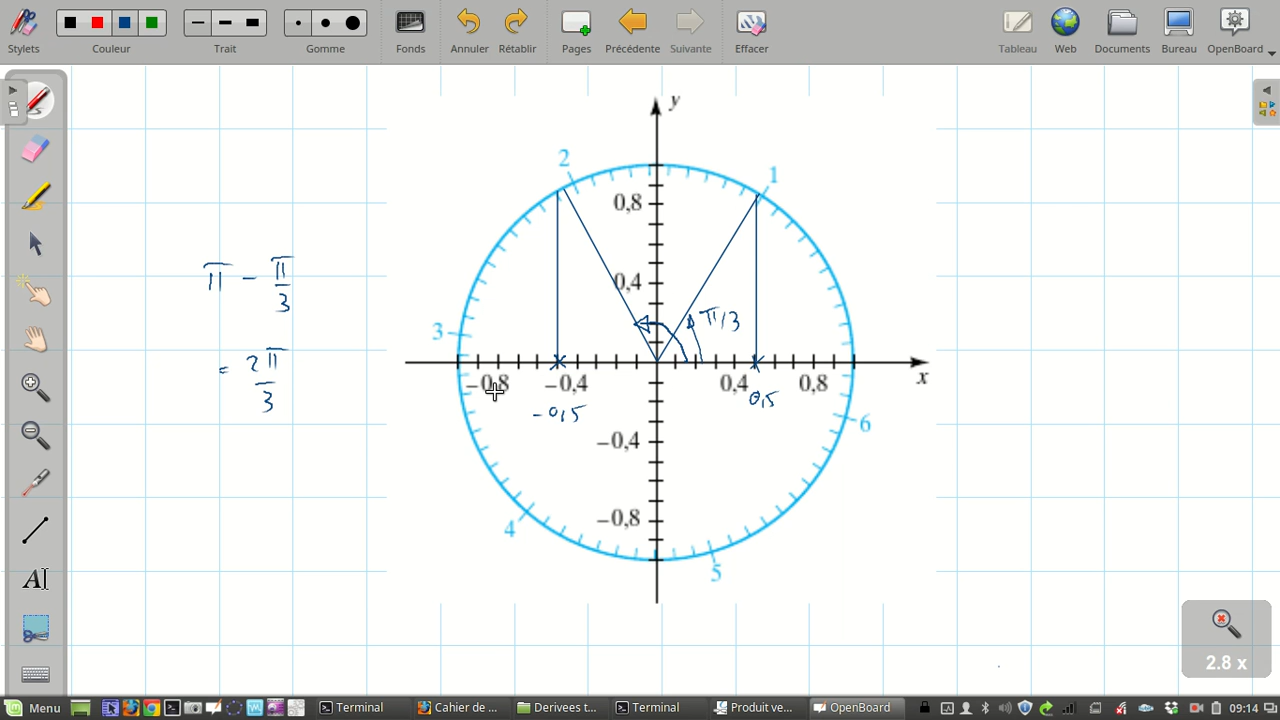 Stylets Couleur Trait Gomme Fonds Annuler Rétablir Pages Précédente Suivante Effacer Tableau Web Documents Bureau OpenBoard
y
2 1
0,8
π - π/3
0,4
π/3
3
= 2π/3
-0,8 -0,4 0,4 0,8 x
-0,5 0,5
6
-0,4
4 -0,8
5
2.8 x
Menu Terminal Cahier de ... Derivees t... Terminal Produit ve... OpenBoard 09:14